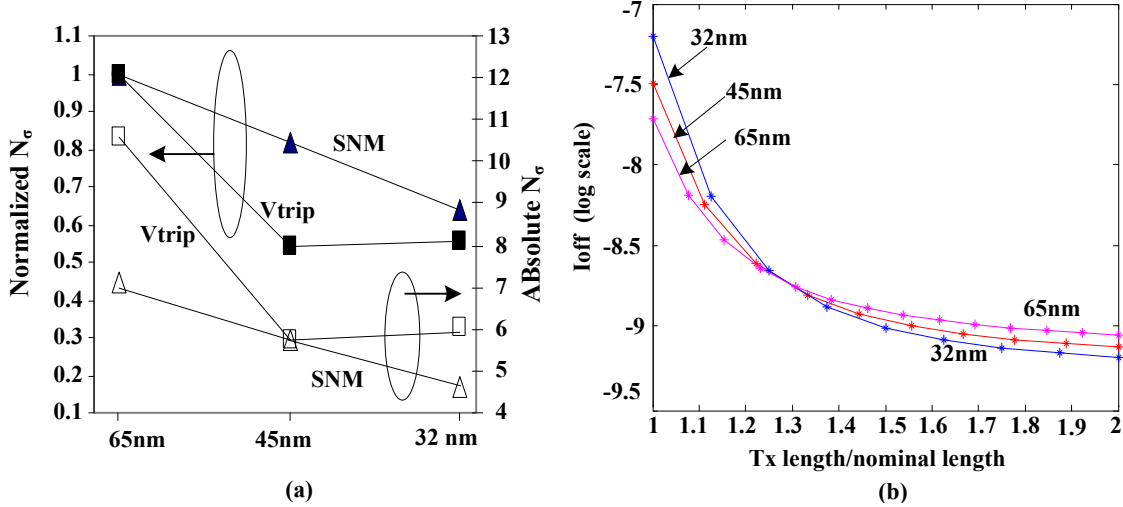 1.1
1
0.9
0.8
0.7
0.6
0.5
0.4
0.3
0.2
0.1
Normalized Nσ
13
12
11
10
9
8
7
6
5
4
ABsolute Nσ
SNM
Vtrip
Vtrip
SNM
65nm 45nm 32 nm
(a)
-7
-7.5
-8
-8.5
-9
-9.5
Ioff (log scale)
32nm
45nm
65nm
65nm
32nm
1 1.1 1.2 1.3 1.4 1.5 1.6 1.7 1.8 1.9 2
Tx length/nominal length
(b)